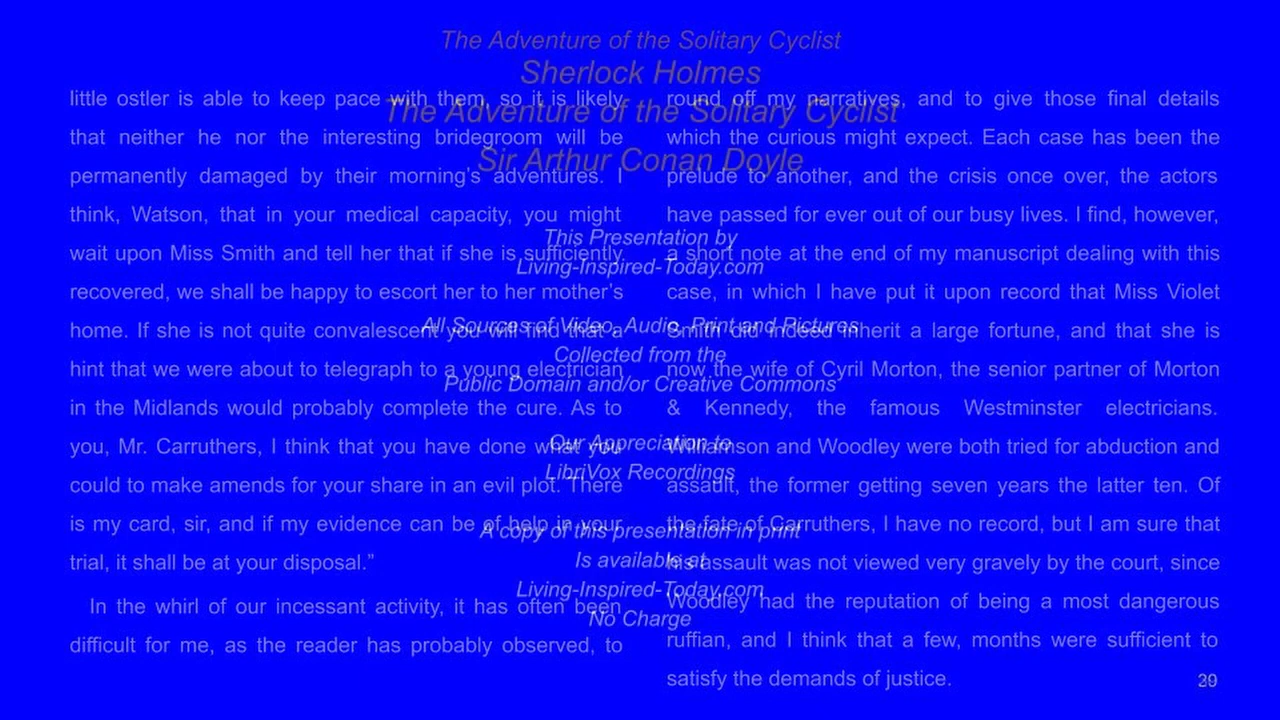 The Adventure of the Solitary Cyclist
Sherlock Holmes
The Adventure of the Solitary Cyclist
Sir Arthur Conan Doyle
little ostler is able to keep pace with them, so it is likely
that neither he nor the interesting bridegroom will be
permanently damaged by their morning's adventures. I
think, Watson, that in your medical capacity, you might
wait upon Miss Smith and tell her that if she is sufficiently
recovered, we shall be happy to escort her to her mother's
home. If she is not quite convalescent you will find that a
hint that we were about to telegraph to a young electrician
in the Midlands would probably complete the cure. As to
you, Mr. Carruthers, I think that you have done what you
could to make amends for your share in an evil plot. There
is my card, sir, and if my evidence can be of help in your
trial, it shall be at your disposal.”
In the whirl of our incessant activity, it has often been
difficult for me, as the reader has probably observed, to
round off my narratives, and to give those final details
which the curious might expect. Each case has been the
prelude to another, and the crisis once over, the actors
have passed for ever out of our busy lives. I find, however,
a short note at the end of my manuscript dealing with this
case, in which I have put it upon record that Miss Violet
Smith did indeed inherit a large fortune, and that she is
now the wife of Cyril Morton, the senior partner of Morton
& Kennedy, the famous Westminster electricians.
Williamson and Woodley were both tried for abduction and
assault, the former getting seven years the latter ten. Of
the fate of Carruthers, I have no record, but I am sure that
his assault was not viewed very gravely by the court, since
Woodley had the reputation of being a most dangerous
ruffian, and I think that a few, months were sufficient to
satisfy the demands of justice.
This Presentation by
Living-Inspired-Today.com
All Sources of Video, Audio, Print and Pictures
Collected from the
Public Domain and/or Creative Commons
Our Appreciation to
LibriVox Recordings
A copy of this presentation in print
Is available at
Living-Inspired-Today.com
No Charge